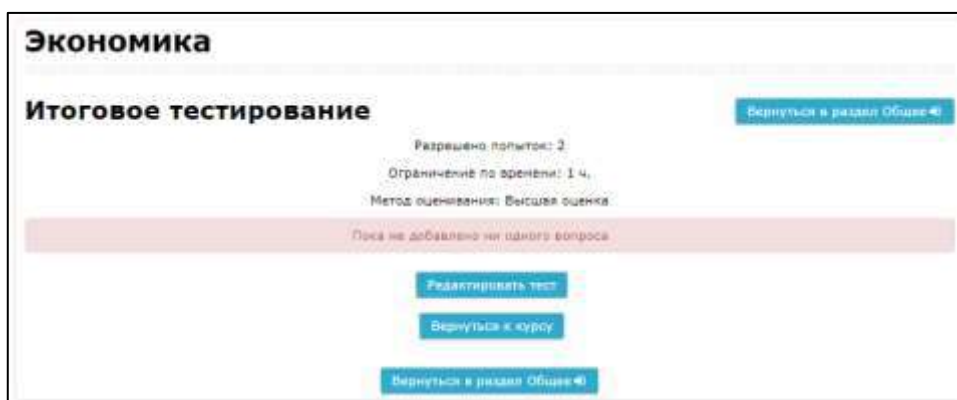 Экономика
Итоговое тестирование
Вернуться в раздел Общее
Разрешено попыток: 2
Ограничение по времени: 1 ч.
Метод оценивания: Высшая оценка
Пока не добавлено ни одного вопроса
Редактировать тест
Вернуться к курсу
Вернуться в раздел Общее